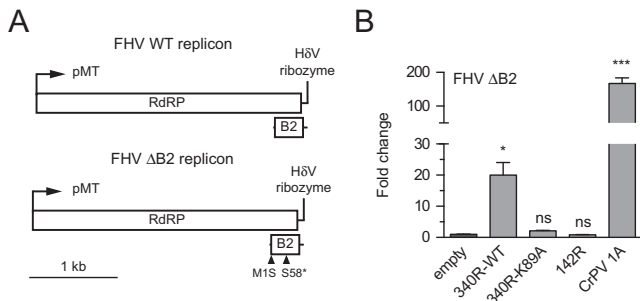 A
FHV WT replicon
pMT
HδV
ribozyme
RdRP
B2
FHV ΔB2 replicon
pMT
HδV
ribozyme
RdRP
B2
M1S S58*
1 kb
B
FHV ΔB2
***
200
100
30
20
10
0
Fold change
*
ns
ns
empty
340R-WT
340R-K89A
142R
CrPV 1A